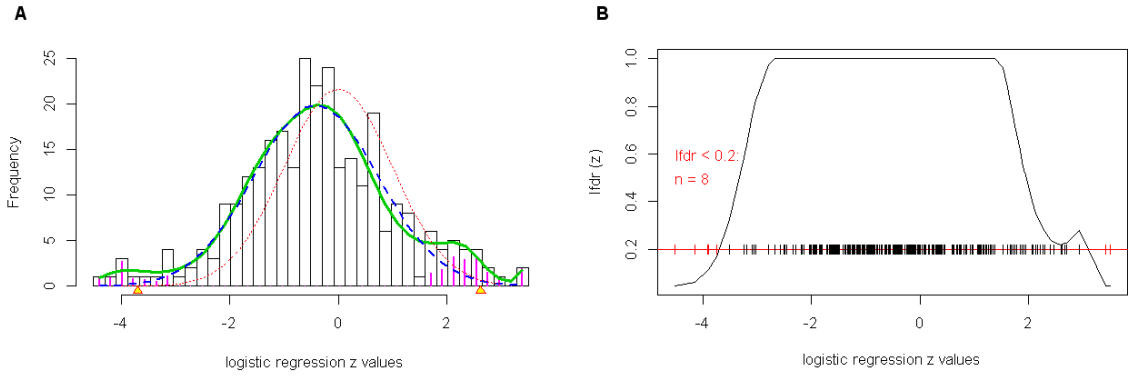 A
Frequency
25
20
15
10
5
0
-4
-2
0
2
logistic regression z values
B
lfdr (z)
1.0
0.8
0.6
0.4
0.2
lfdr < 0.2:
n = 8
-4
-2
0
2
logistic regression z values